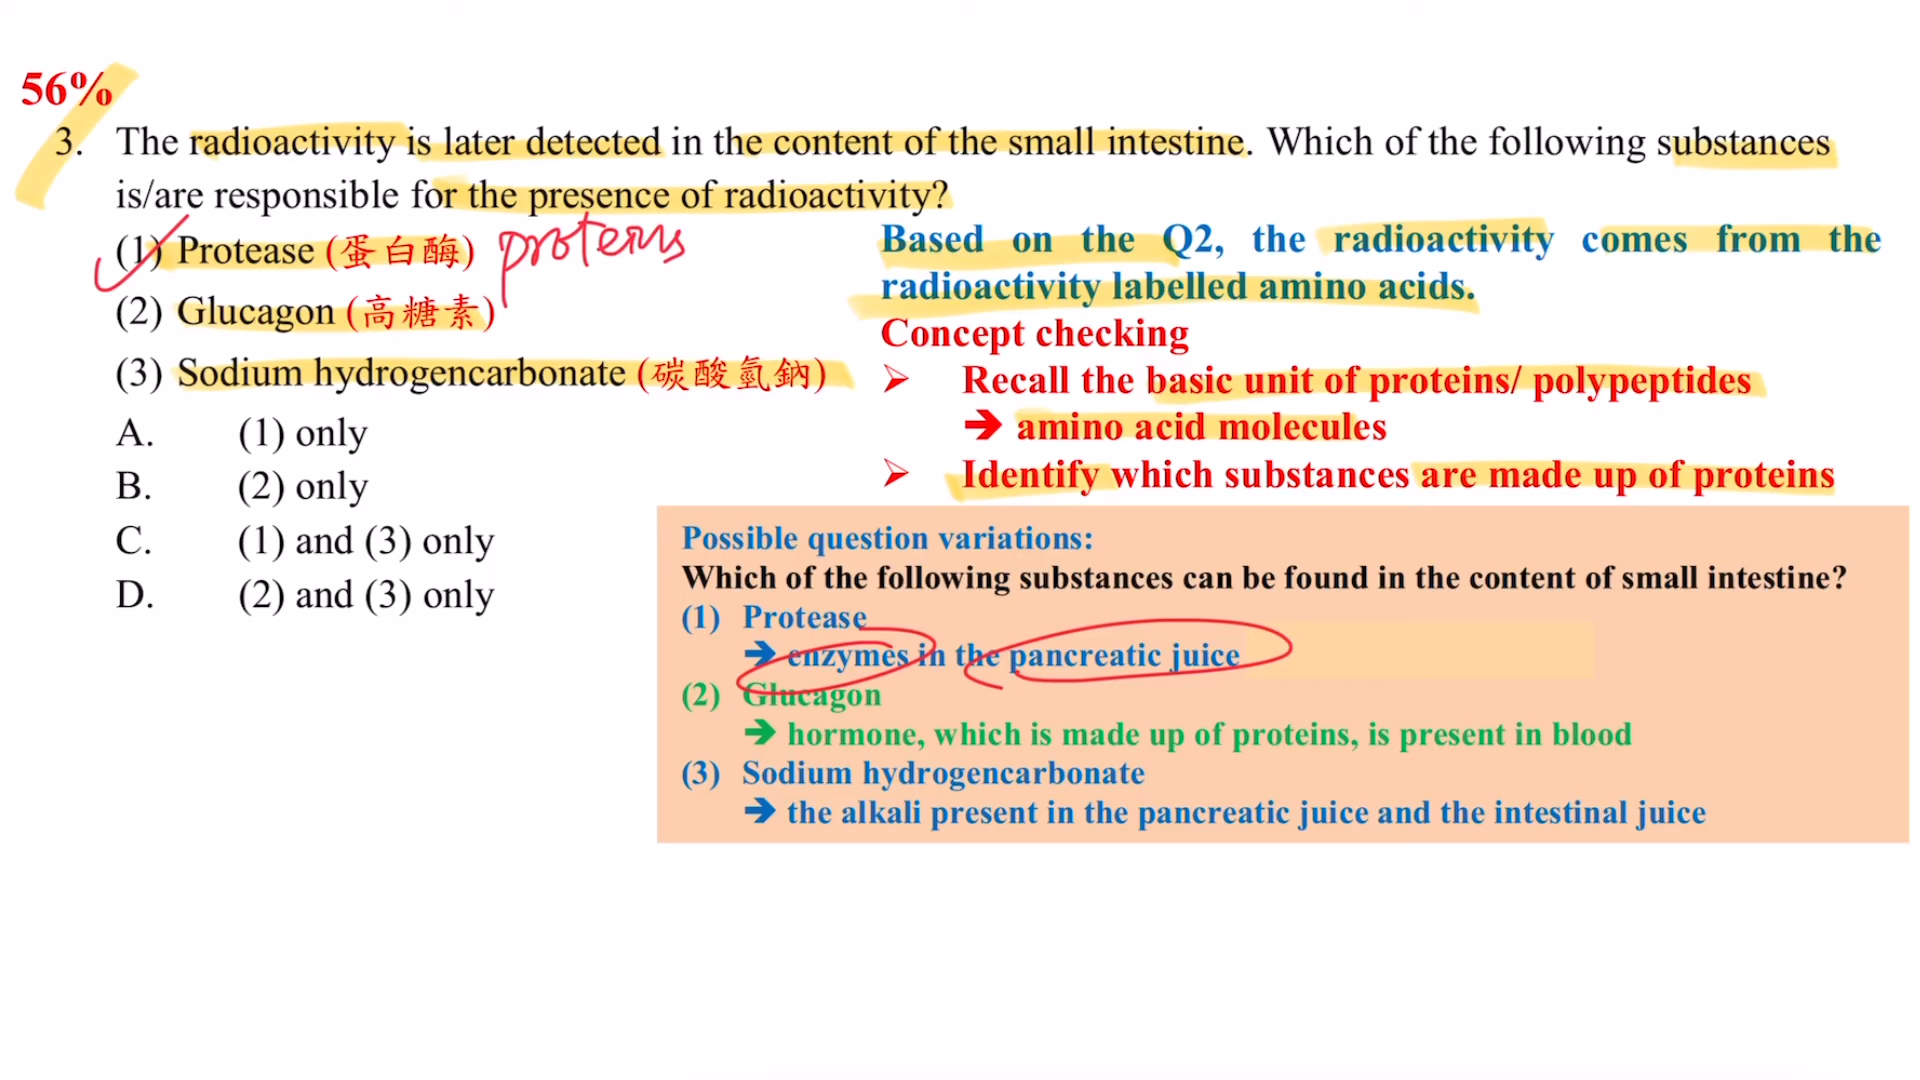 56%
3. The radioactivity is later detected in the content of the small intestine. Which of the following substances
is/are responsible for the presence of radioactivity?
(1) Protease (蛋白酶) proteins
(2) Glucagon (高糖素)
(3) Sodium hydrogencarbonate (碳酸氫鈉)
A. (1) only
B. (2) only
C. (1) and (3) only
D. (2) and (3) only
Based on the Q2, the radioactivity comes from the
radioactivity labelled amino acids.
Concept checking
➢ Recall the basic unit of proteins/ polypeptides
➔ amino acid molecules
➢ Identify which substances are made up of proteins
Possible question variations:
Which of the following substances can be found in the content of small intestine?
(1) Protease
➔ enzymes in the pancreatic juice
(2) Glucagon
➔ hormone, which is made up of proteins, is present in blood
(3) Sodium hydrogencarbonate
➔ the alkali present in the pancreatic juice and the intestinal juice